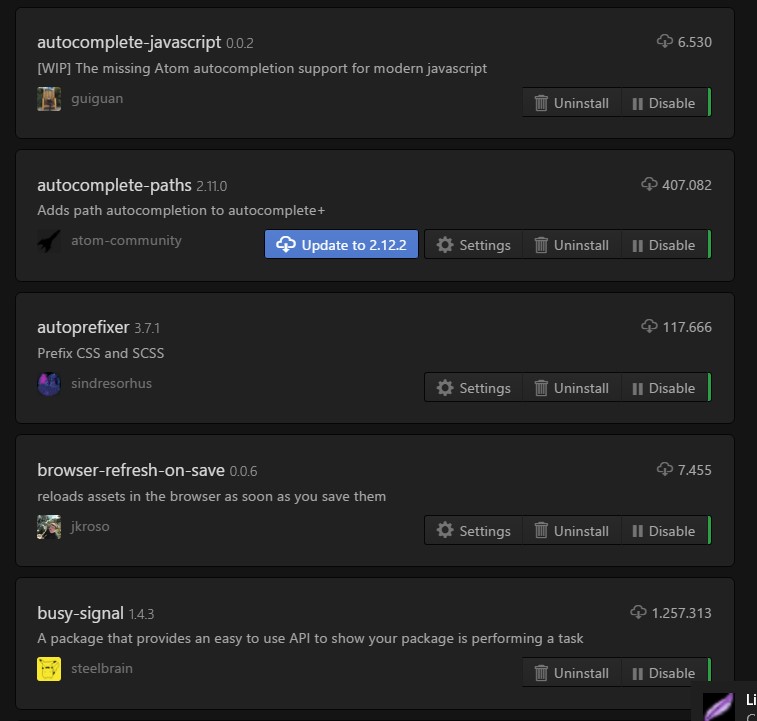 autocomplete-javascript 0.0.2 6.530
[WIP] The missing Atom autocompletion support for modern javascript
guiguan Uninstall Disable
autocomplete-paths 2.11.0 407.082
Adds path autocompletion to autocomplete+
atom-community Update to 2.12.2 Settings Uninstall Disable
autoprefixer 3.7.1 117.666
Prefix CSS and SCSS
sindresorhus Settings Uninstall Disable
browser-refresh-on-save 0.0.6 7.455
reloads assets in the browser as soon as you save them
jkroso Settings Uninstall Disable
busy-signal 1.4.3 1.257.313
A package that provides an easy to use API to show your package is performing a task
steelbrain Uninstall Disable
Li